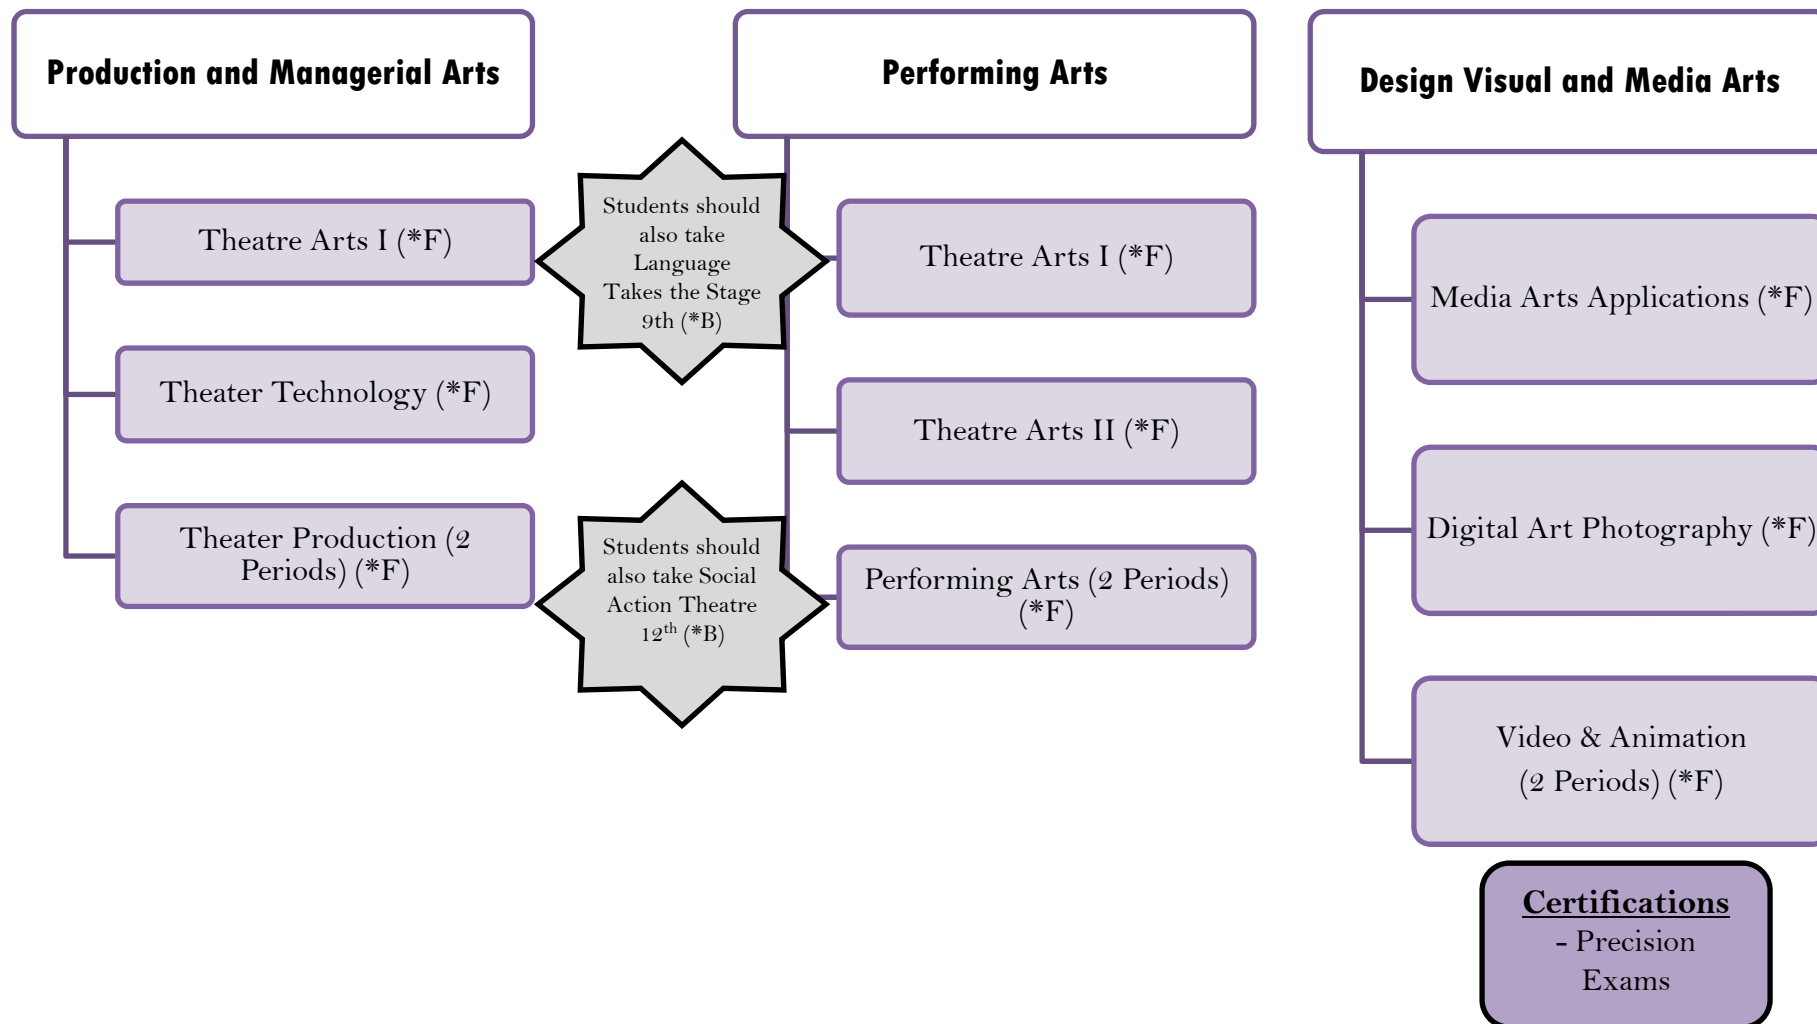 Production and Managerial Arts
Theatre Arts I (*F)
Theater Technology (*F)
Theater Production (2
Periods) (*F)
Students should
also take
Language
Takes the Stage
9th (*B)
Students should
also take Social
Action Theatre
12th (*B)
Performing Arts
Theatre Arts I (*F)
Theatre Arts II (*F)
Performing Arts (2 Periods)
(*F)
Design Visual and Media Arts
Media Arts Applications (*F)
Digital Art Photography (*F)
Video & Animation
(2 Periods) (*F)
Certifications
- Precision
Exams